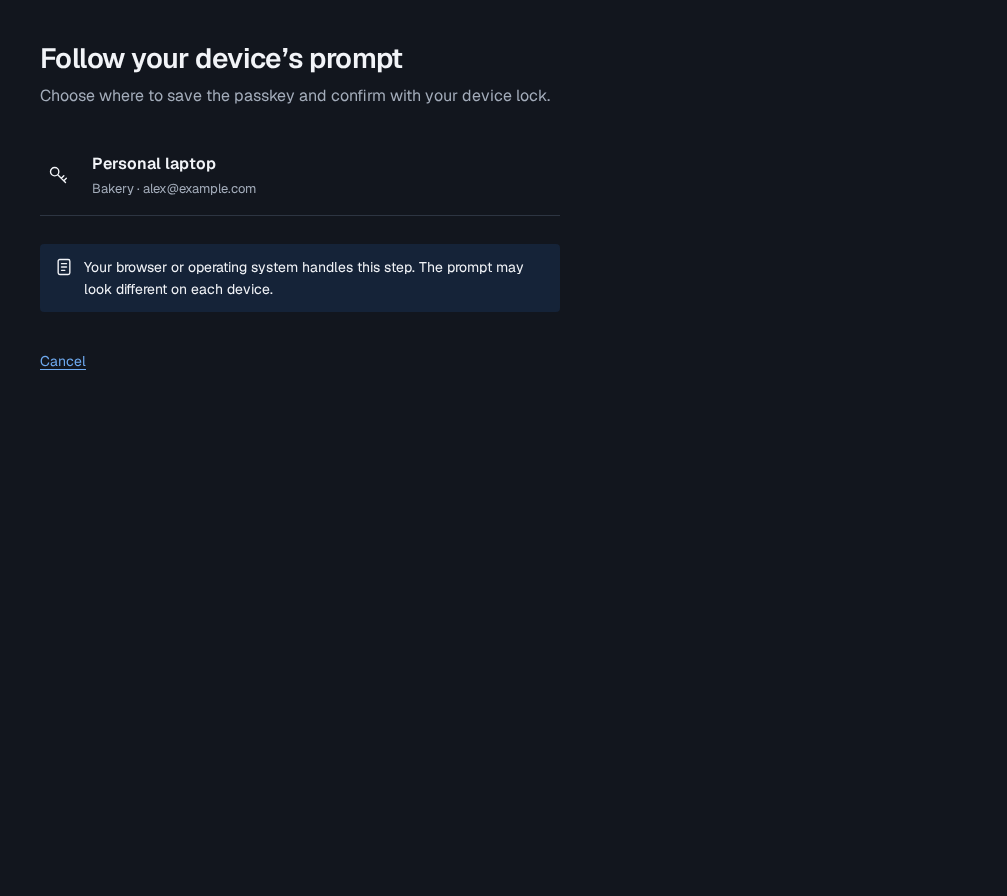 Follow your device’s prompt
Choose where to save the passkey and confirm with your device lock.
Personal laptop
Bakery · alex@example.com
Your browser or operating system handles this step. The prompt may
look different on each device.
Cancel